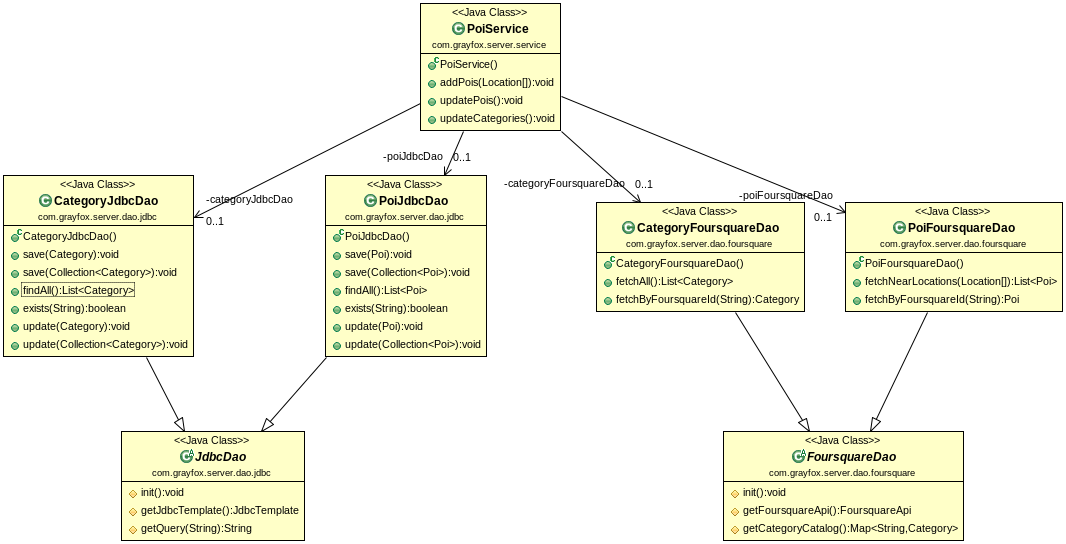 <<Java Class>>
PoiService
com.grayfox.server.service
PoiService()
addPois(Location[]):void
updatePois():void
updateCategories():void
-categoryJdbcDao
0..1
-poiJdbcDao
0..1
-categoryFoursquareDao
0..1
-poiFoursquareDao
0..1
<<Java Class>>
CategoryJdbcDao
com.grayfox.server.dao.jdbc
CategoryJdbcDao()
save(Category):void
save(Collection<Category>):void
findAll():List<Category>
exists(String):boolean
update(Category):void
update(Collection<Category>):void
<<Java Class>>
PoiJdbcDao
com.grayfox.server.dao.jdbc
PoiJdbcDao()
save(Poi):void
save(Collection<Poi>):void
findAll():List<Poi>
exists(String):boolean
update(Poi):void
update(Collection<Poi>):void
<<Java Class>>
CategoryFoursquareDao
com.grayfox.server.dao.foursquare
CategoryFoursquareDao()
fetchAll():List<Category>
fetchByFoursquareId(String):Category
<<Java Class>>
PoiFoursquareDao
com.grayfox.server.dao.foursquare
PoiFoursquareDao()
fetchNearLocations(Location[]):List<Poi>
fetchByFoursquareId(String):Poi
<<Java Class>>
JdbcDao
com.grayfox.server.dao.jdbc
init():void
getJdbcTemplate():JdbcTemplate
getQuery(String):String
<<Java Class>>
FoursquareDao
com.grayfox.server.dao.foursquare
init():void
getFoursquareApi():FoursquareApi
getCategoryCatalog():Map<String,Category>